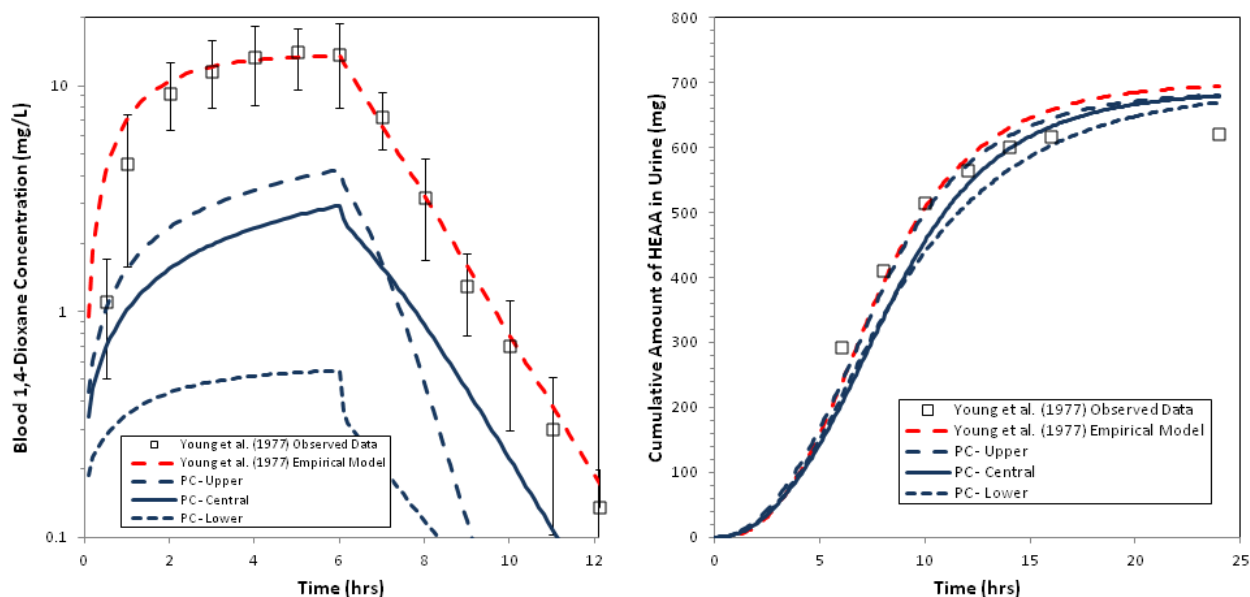 Blood 1,4-Dioxane Concentration (mg/L)
10
1
0.1
0
2
4
6
8
10
12
Time (hrs)
Young et al. (1977) Observed Data
Young et al. (1977) Empirical Model
PC- Upper
PC- Central
PC- Lower
Cumulative Amount of HEAA in Urine (mg)
800
700
600
500
400
300
200
100
0
0
5
10
15
20
25
Time (hrs)
Young et al. (1977) Observed Data
Young et al. (1977) Empirical Model
PC- Upper
PC- Central
PC- Lower